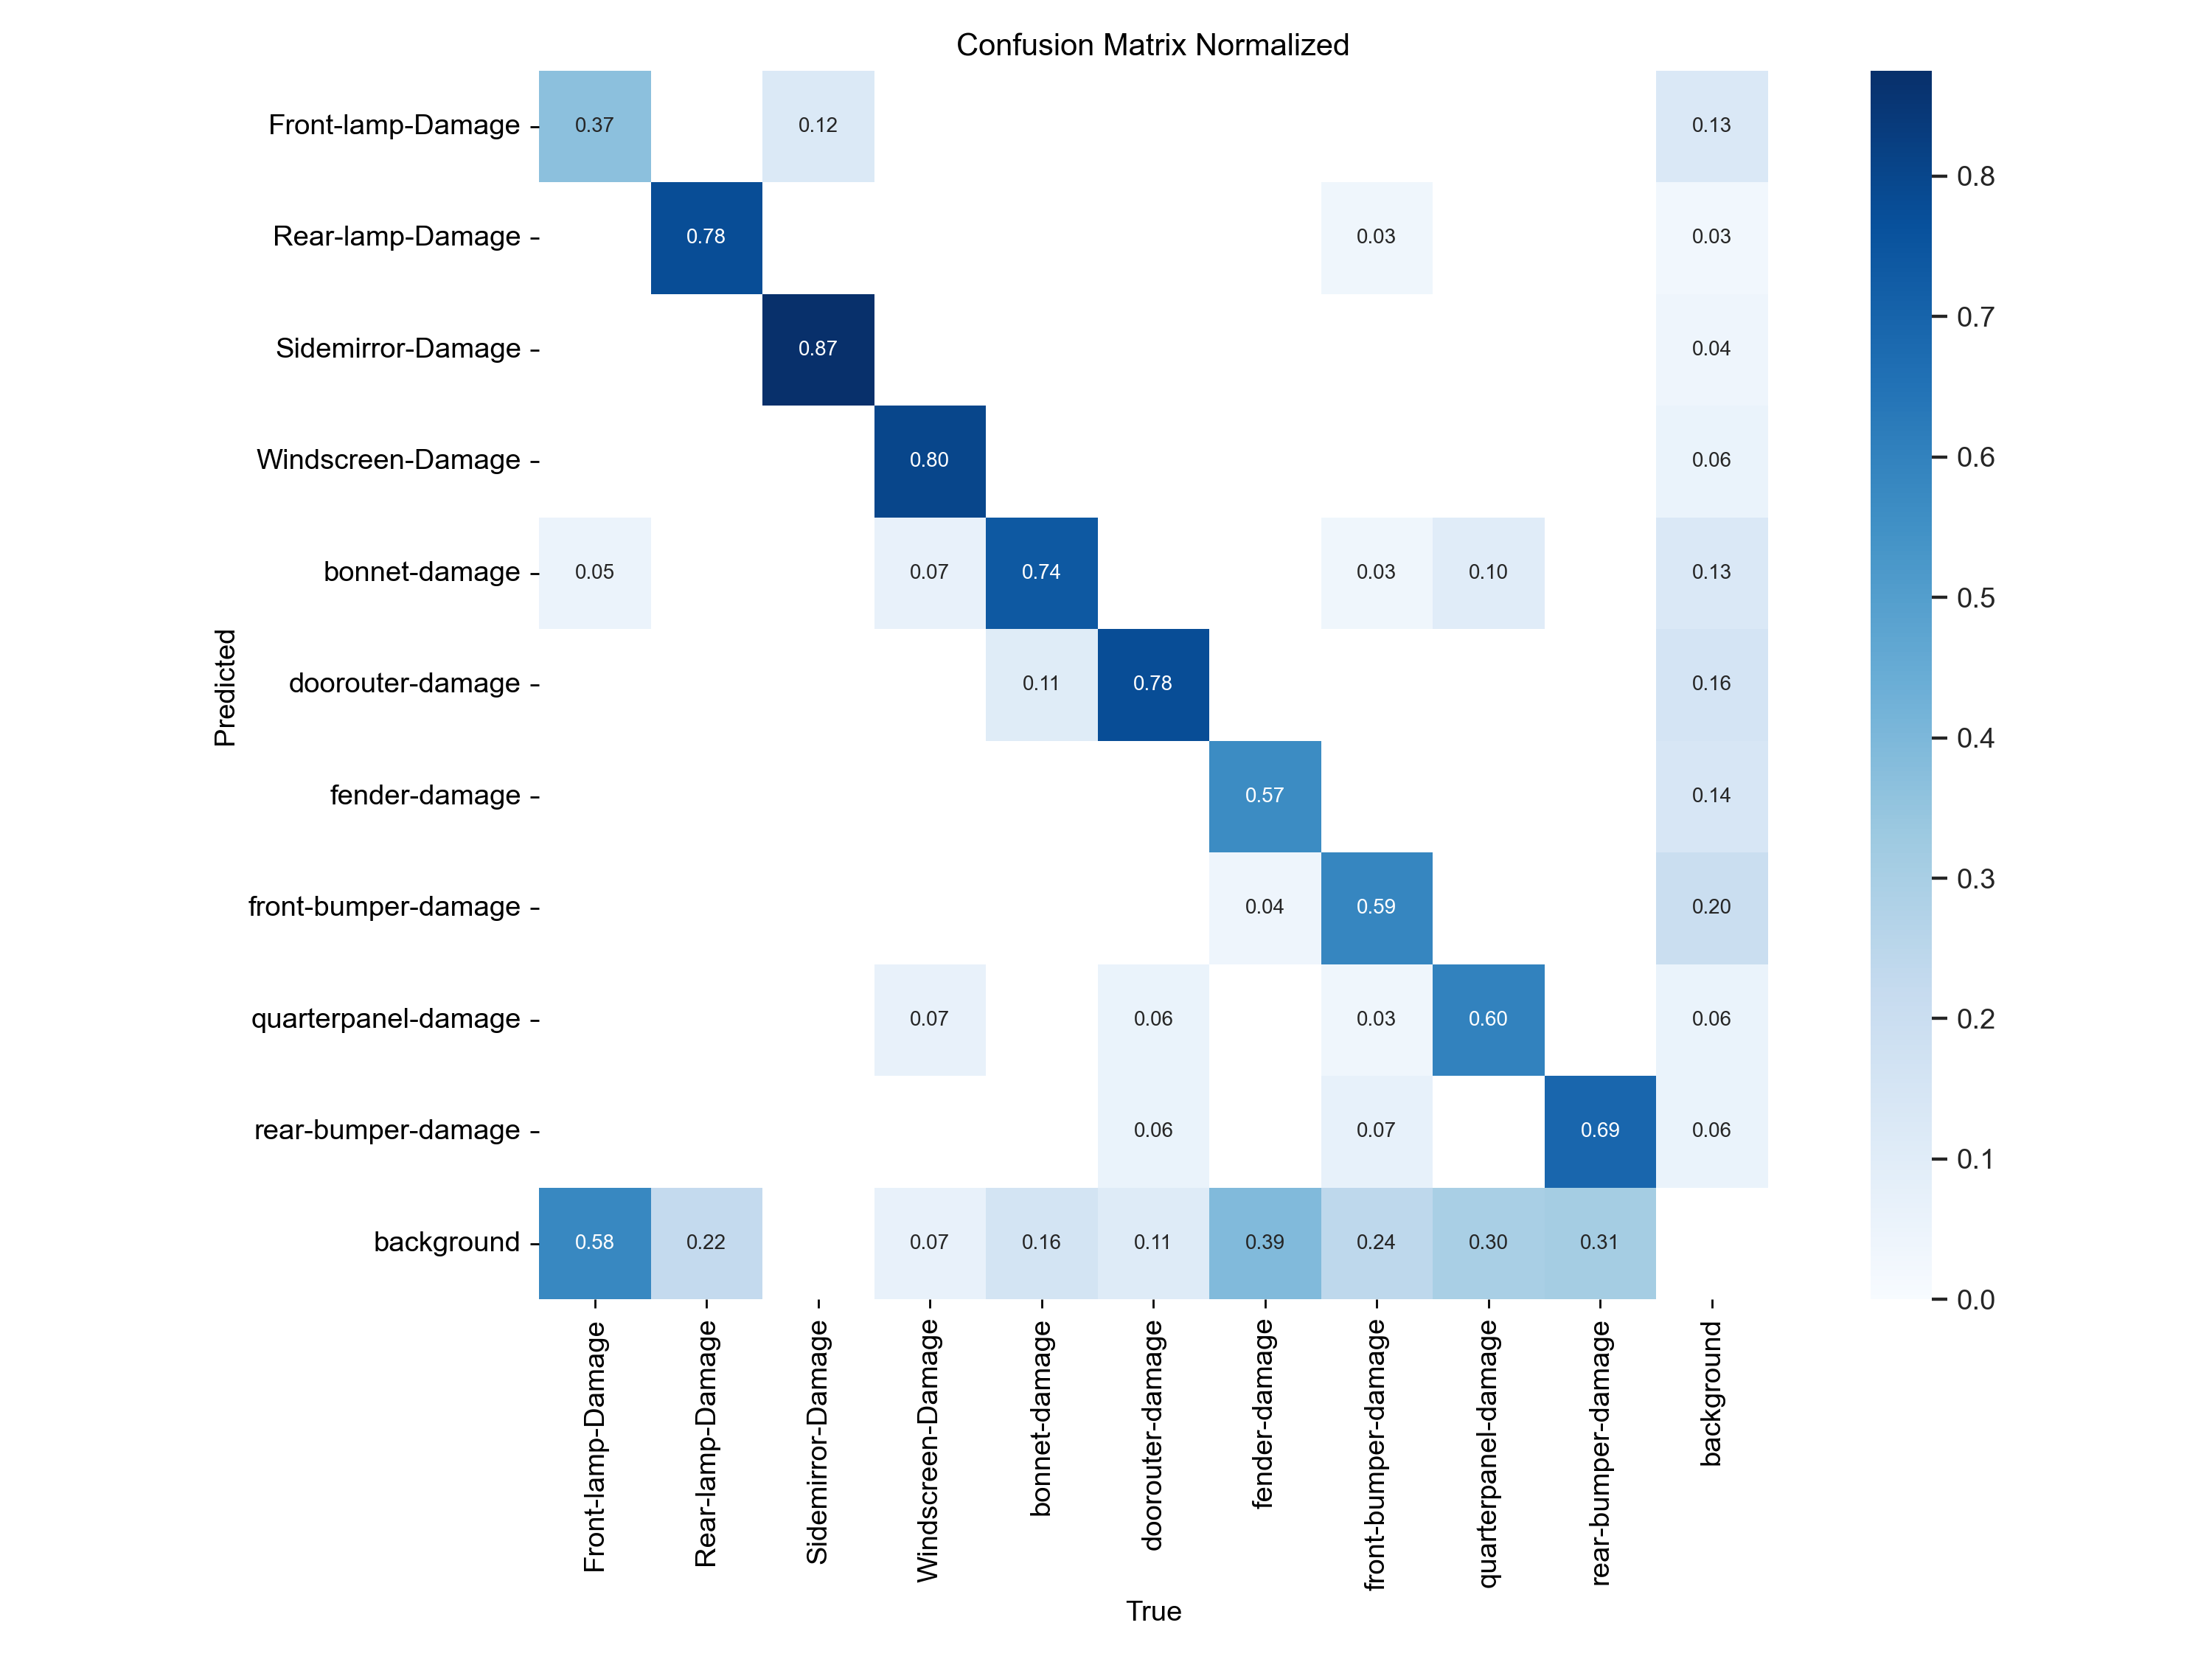 Confusion Matrix Normalized
Front-lamp-Damage 0.37 0.12 0.13
Rear-lamp-Damage 0.78 0.03 0.03
Sidemirror-Damage 0.87 0.04
Windscreen-Damage 0.80 0.06
bonnet-damage 0.05 0.07 0.74 0.03 0.10 0.13
doorouter-damage 0.11 0.78 0.16
fender-damage 0.57 0.14
front-bumper-damage 0.04 0.59 0.20
quarterpanel-damage 0.07 0.06 0.03 0.60 0.06
rear-bumper-damage 0.06 0.07 0.69 0.06
background 0.58 0.22 0.07 0.16 0.11 0.39 0.24 0.30 0.31
Predicted
Front-lamp-Damage
Rear-lamp-Damage
Sidemirror-Damage
Windscreen-Damage
bonnet-damage
doorouter-damage
fender-damage
front-bumper-damage
quarterpanel-damage
rear-bumper-damage
background
True
0.8
0.7
0.6
0.5
0.4
0.3
0.2
0.1
0.0